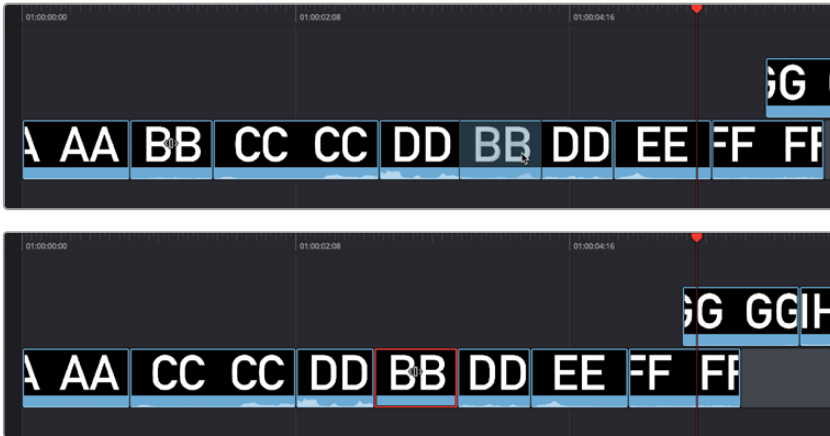 01:00:00:00 01:00:02:08 01:00:04:16
GG
A AA BB CC CC DD BB DD EE FF FF
01:00:00:00 01:00:02:08 01:00:04:16
GG GG H
A AA CC CC DD BB DD EE FF FF